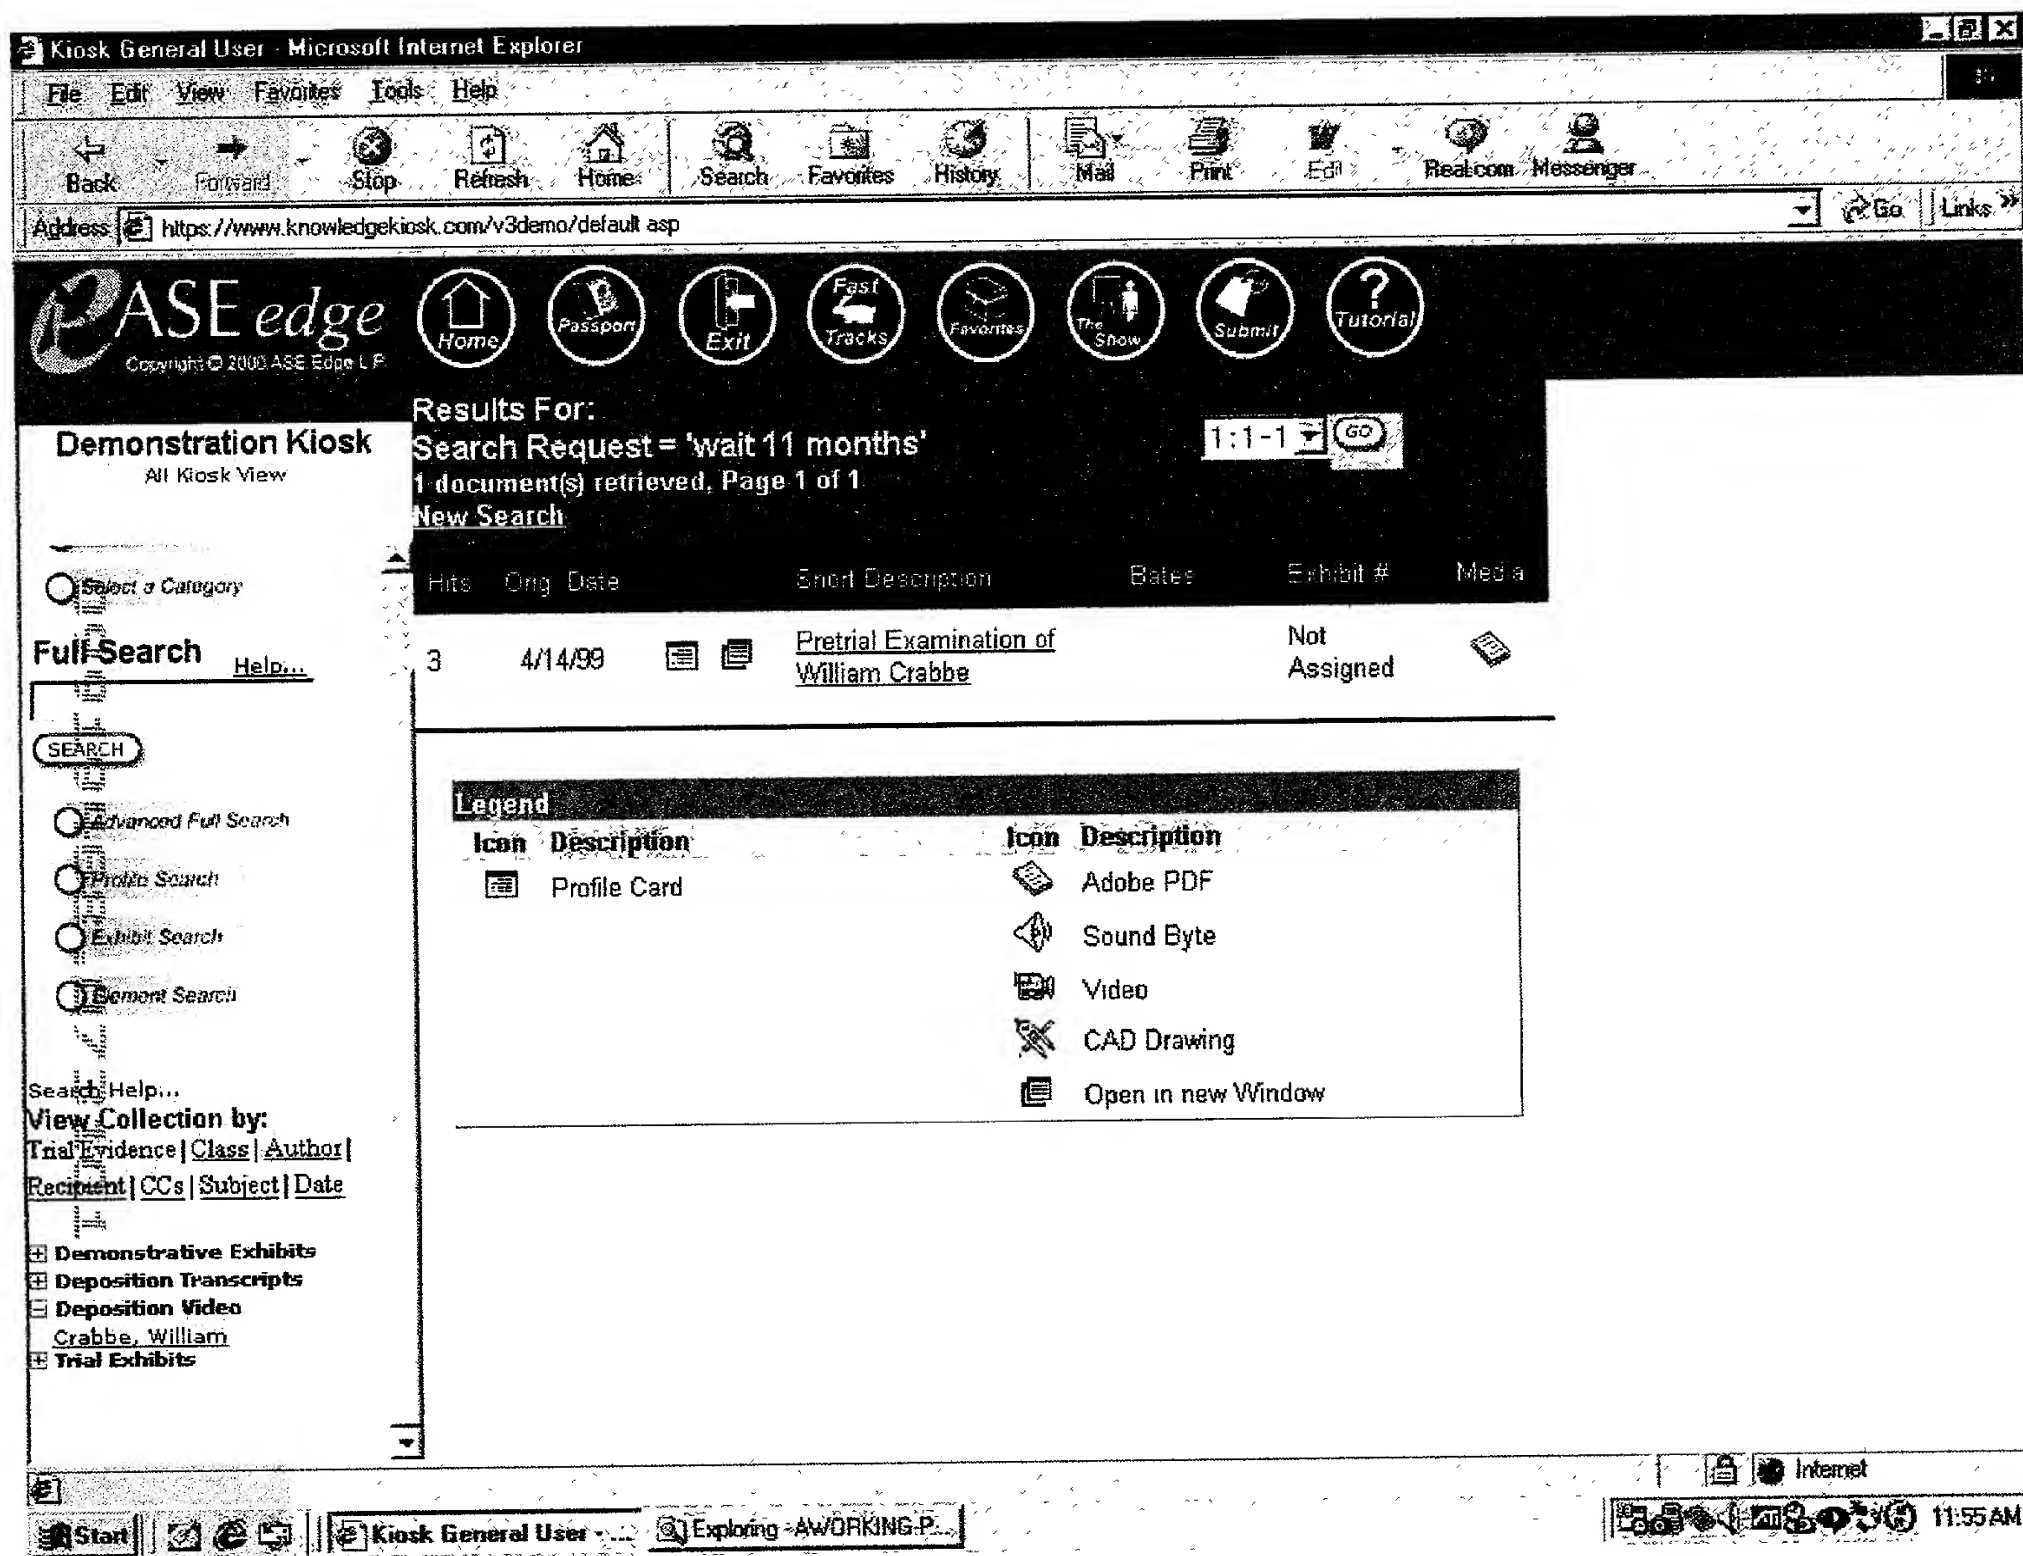 Kiosk General User - Microsoft Internet Explorer
File Edit View Favorites Tools Help
Back Forward Stop Refresh Home Search Favorites History Mail Print Edit Real.com Messenger
Address https://www.knowledgekiosk.com/v3demo/default asp Go Links »
ASE edge
Copyright © 2000 ASE Edge L P
Home Passport Exit Fast Tracks Favorites The Show Submit ? Tutorial
Demonstration Kiosk
All Kiosk View
Results For:
Search Request = 'wait 11 months'
1 document(s) retrieved, Page 1 of 1
New Search
1:1-1 GO
Select a Category
Full Search Help...
SEARCH
Advanced Full Search
Profile Search
Exhibit Search
Element Search
Search Help...
View Collection by:
Trial Evidence | Class | Author |
Recipient | CCs | Subject | Date
Demonstrative Exhibits
Deposition Transcripts
Deposition Video
Crabbe, William
Trial Exhibits
Hits Orig Date Short Description Bates Exhibit # Media
3 4/14/99 Pretrial Examination of William Crabbe Not Assigned
Legend
Icon Description Icon Description
Profile Card Adobe PDF
Sound Byte
Video
CAD Drawing
Open in new Window
Internet
Start Kiosk General User - ... Exploring - AWORKING-P... 11:55 AM